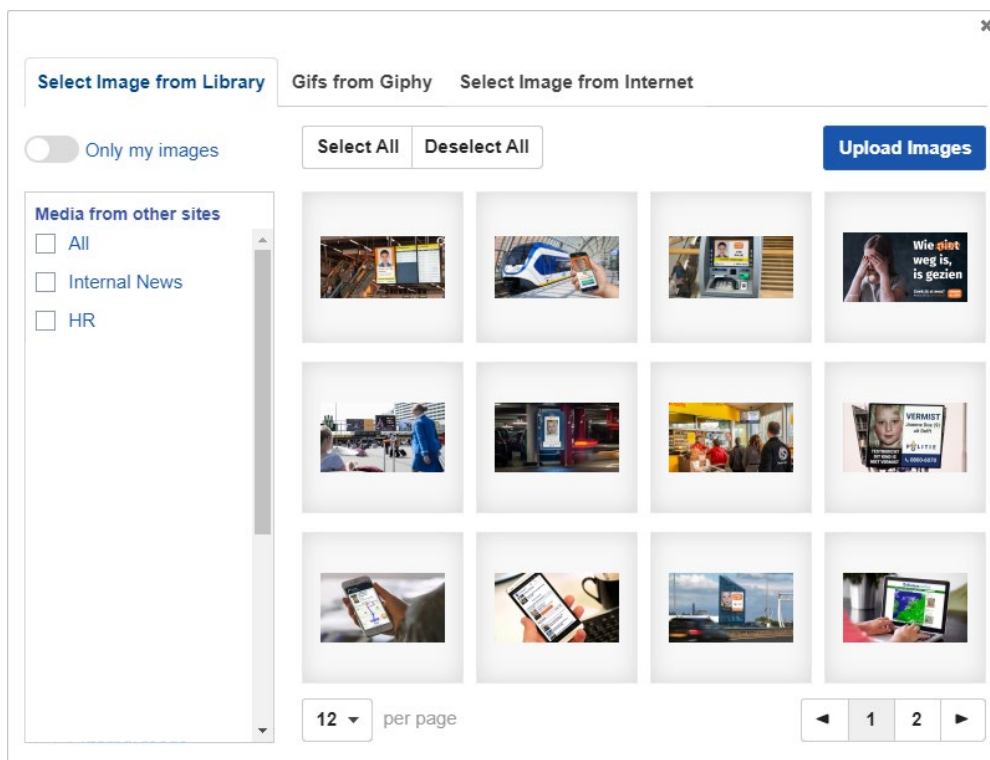 Select Image from Library
Gifs from Giphy
Select Image from Internet
Only my images
Select All
Deselect All
Upload Images
Media from other sites
All
Internal News
HR
Wie niet
weg is,
is gezien
VERMIST
POLITIE
0800-6070
12
per page
1
2